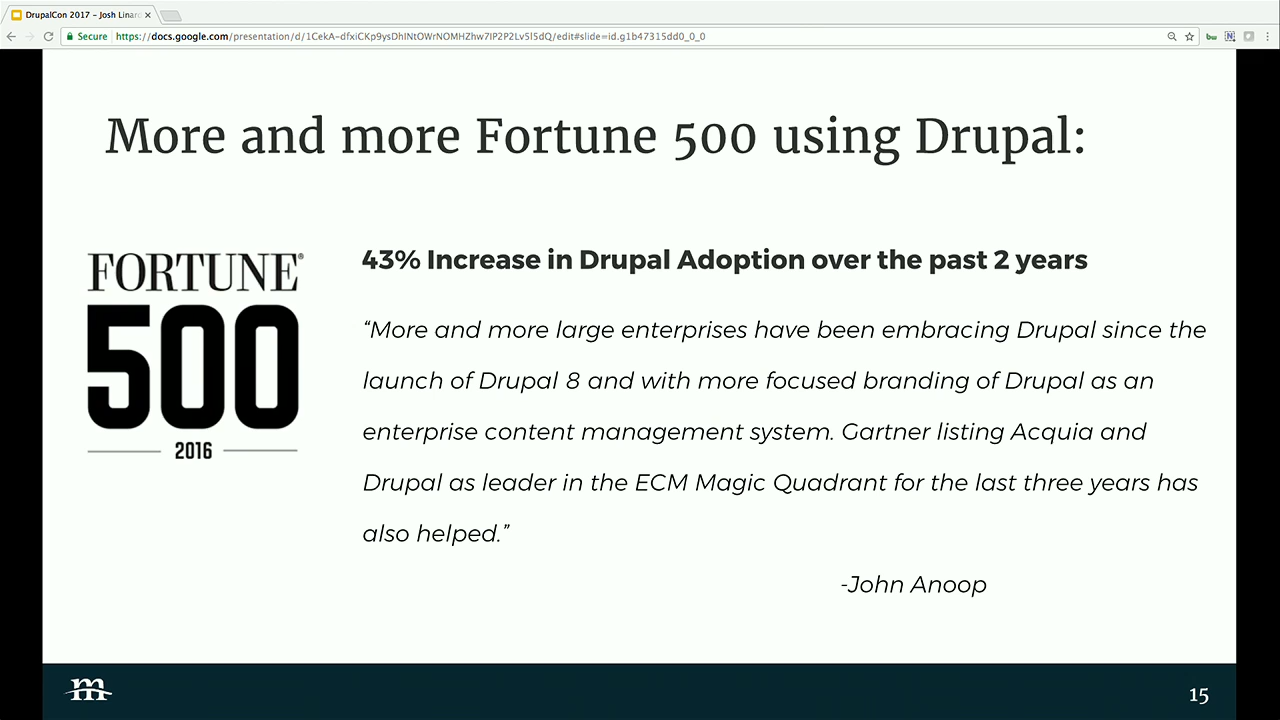 DrupalCon 2017 - Josh Linar
Secure
https://docs.google.com/presentation/d/1CekA-dfxiCKp9ysDhINtOWrNOMHZhw7IP2P2Lv5I5dQ/edit#slide=id.g1b47315dd0_0_0
More and more Fortune 500 using Drupal:
FORTUNE®
500
2016
43% Increase in Drupal Adoption over the past 2 years
“More and more large enterprises have been embracing Drupal since the
launch of Drupal 8 and with more focused branding of Drupal as an
enterprise content management system. Gartner listing Acquia and
Drupal as leader in the ECM Magic Quadrant for the last three years has
also helped.”
-John Anoop
m
15